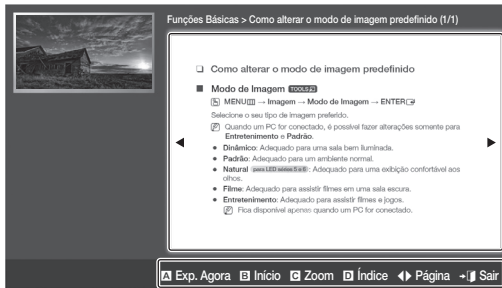 Funções Básicas > Como alterar o modo de imagem predefinido (1/1)
❑ Como alterar o modo de imagem predefinido
■ Modo de Imagem TOOLS
MENU → Imagem → Modo de Imagem → ENTER
Selecione o seu tipo de imagem preferido.
Quando um PC for conectado, é possível fazer alterações somente para
Entretenimento e Padrão.
● Dinâmico: Adequado para uma sala bem iluminada.
● Padrão: Adequado para um ambiente normal.
● Natural para LED séries 5 e 6: Adequado para uma exibição confortável aos
olhos.
● Filme: Adequado para assistir filmes em uma sala escura.
● Entretenimento: Adequado para assistir filmes e jogos.
Fica disponível apenas quando um PC for conectado.
A Exp. Agora B Início C Zoom D Índice ◀▶ Página Sair